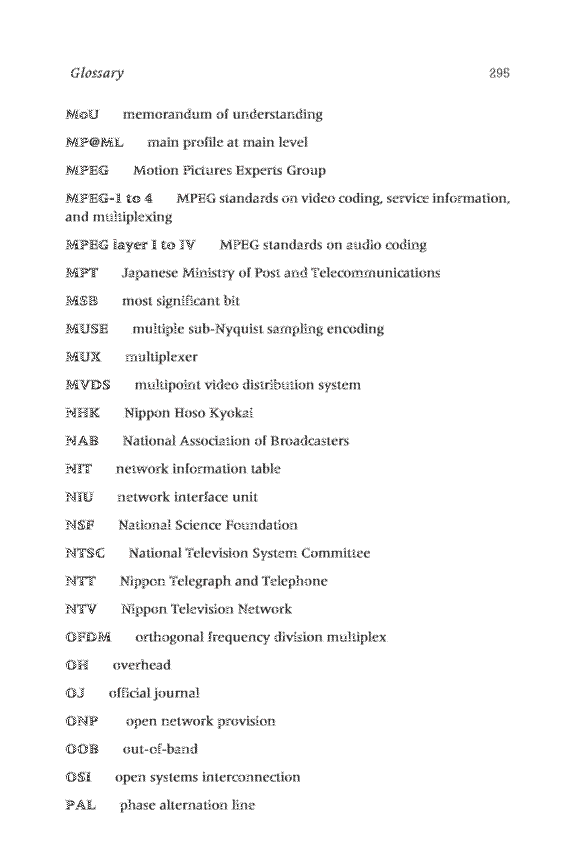 Glossary 295
MoU memorandum of understanding
MP@ML main profile at main level
MPEG Motion Pictures Experts Group
MPEG-1 to 4 MPEG standards on video coding, service information,
and multiplexing
MPEG layer I to IV MPEG standards on audio coding
MPT Japanese Ministry of Post and Telecommunications
MSB most significant bit
MUSE multiple sub-Nyquist sampling encoding
MUX multiplexer
MVDS multipoint video distribution system
NHK Nippon Hoso Kyokai
NAB National Association of Broadcasters
NIT network information table
NIU network interface unit
NSF National Science Foundation
NTSC National Television System Committee
NTT Nippon Telegraph and Telephone
NTV Nippon Television Network
OFDM orthogonal frequency division multiplex
OH overhead
OJ official journal
ONP open network provision
OOB out-of-band
OSI open systems interconnection
PAL phase alternation line